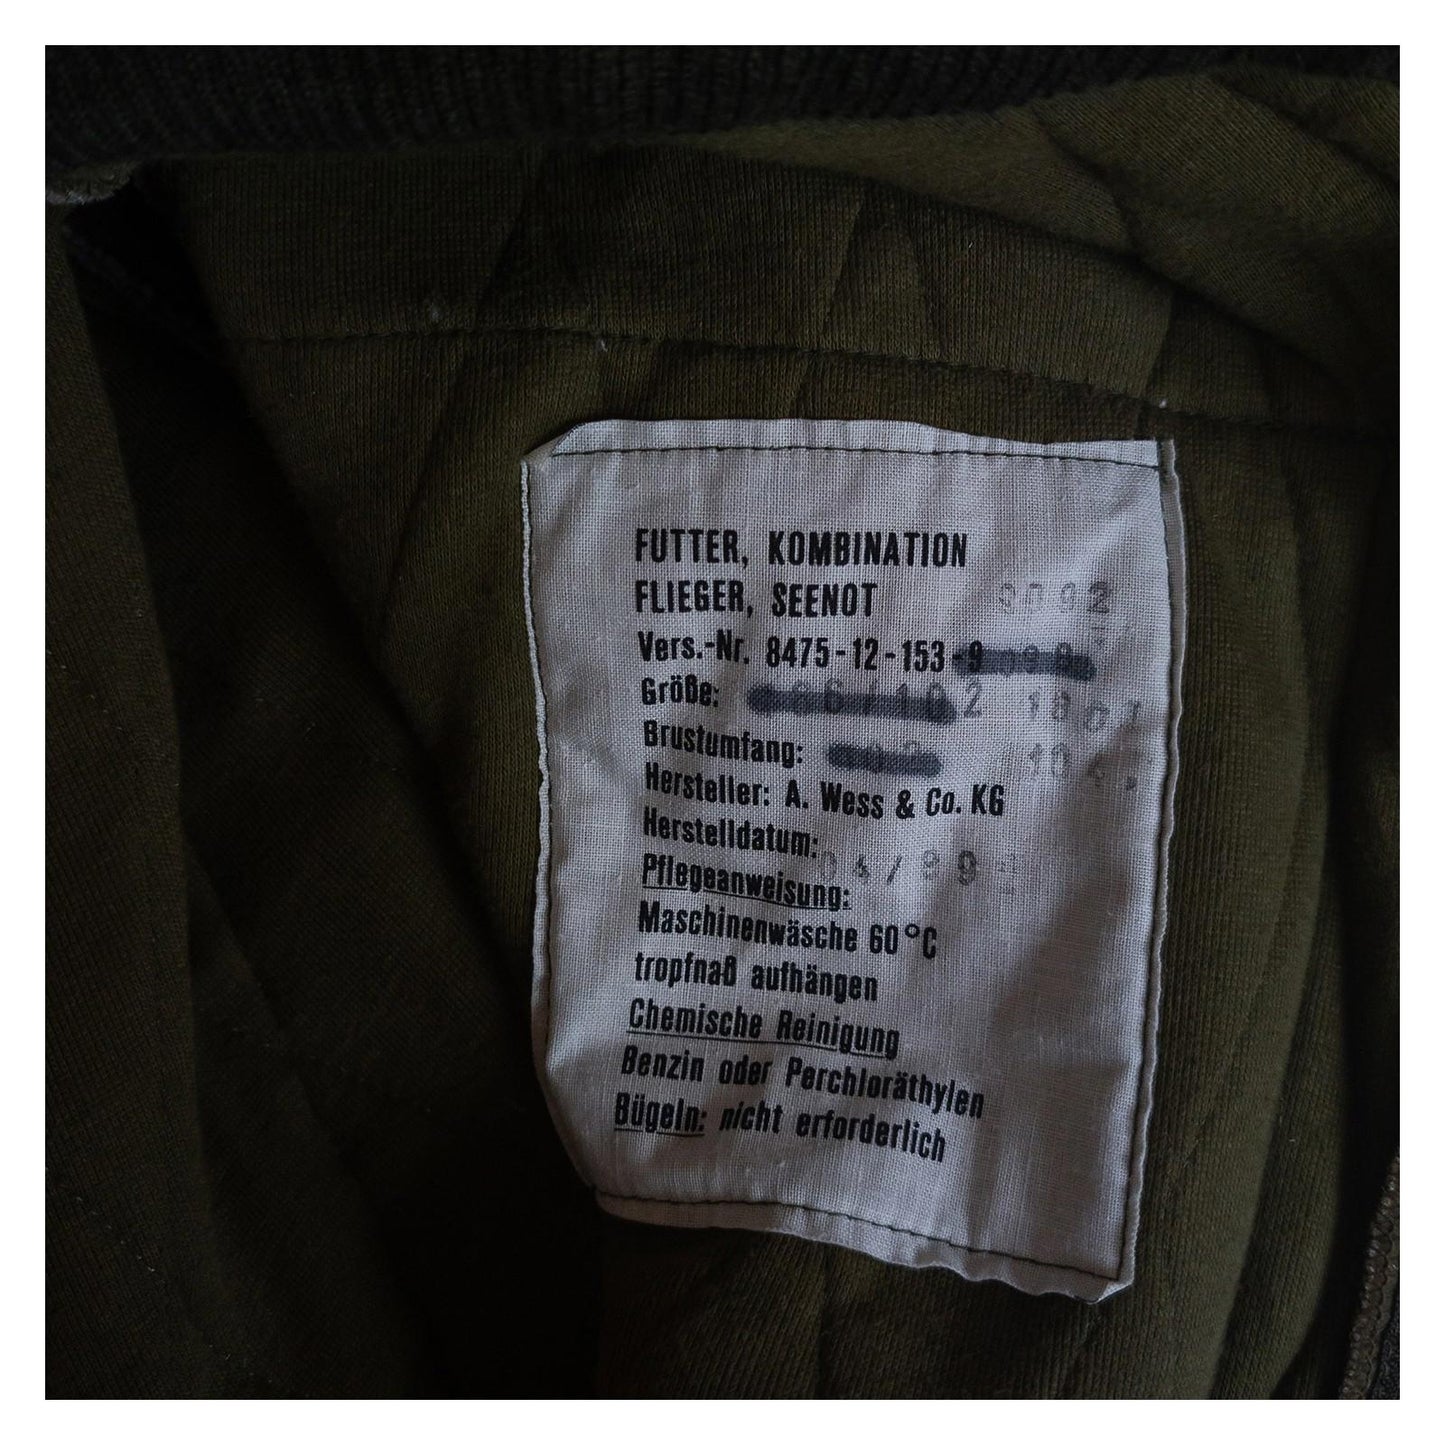 FUTTER, KOMBINATION
FLIEGER, SEENOT
Vers.-Nr. 8475-12-153-9
Größe:
Brustumfang:
Hersteller: A. Wess & Co. KG
Herstelldatum:
Pflegeanweisung:
Maschinenwäsche 60°C
tropfnaß aufhängen
Chemische Reinigung
Benzin oder Perchloräthylen
Bügeln: nicht erforderlich